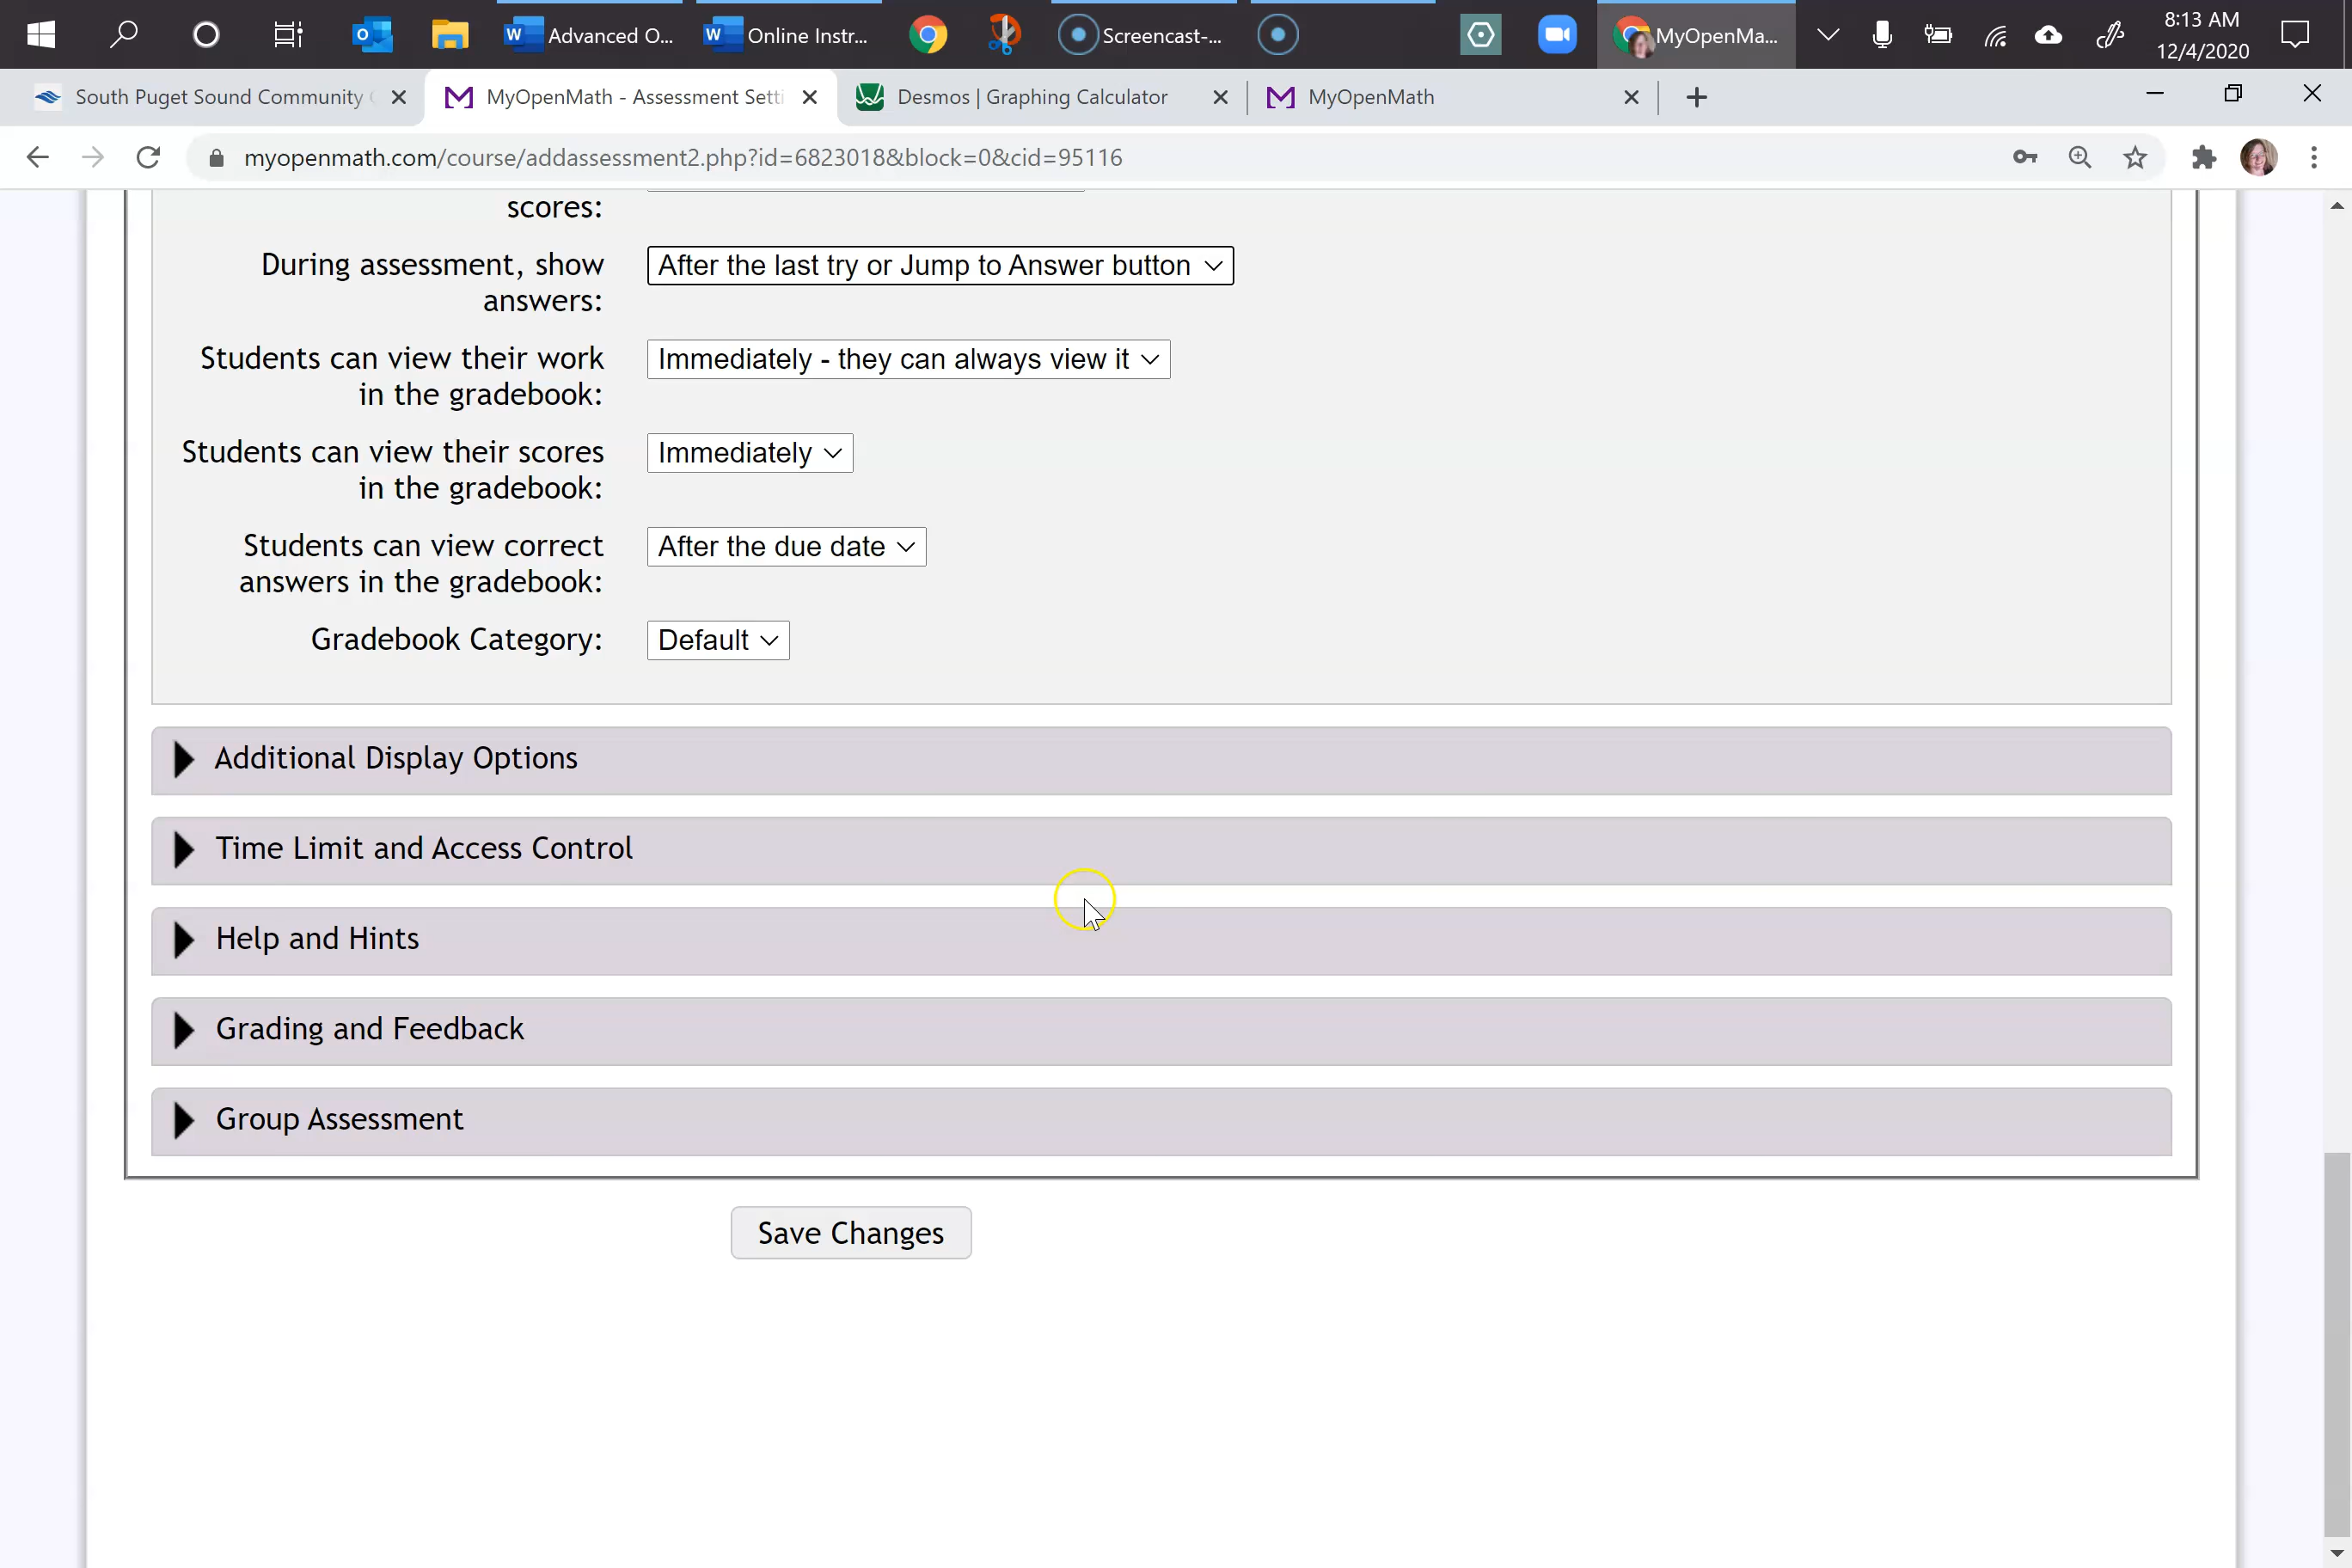 Advanced O...
Online Instr...
Screencast-...
MyOpenMa...
8:13 AM
12/4/2020
South Puget Sound Community
MyOpenMath - Assessment Setti
Desmos | Graphing Calculator
MyOpenMath
myopenmath.com/course/addassessment2.php?id=6823018&block=0&cid=95116
scores:
During assessment, show
answers:
After the last try or Jump to Answer button
Students can view their work
in the gradebook:
Immediately - they can always view it
Students can view their scores
in the gradebook:
Immediately
Students can view correct
answers in the gradebook:
After the due date
Gradebook Category:
Default
Additional Display Options
Time Limit and Access Control
Help and Hints
Grading and Feedback
Group Assessment
Save Changes